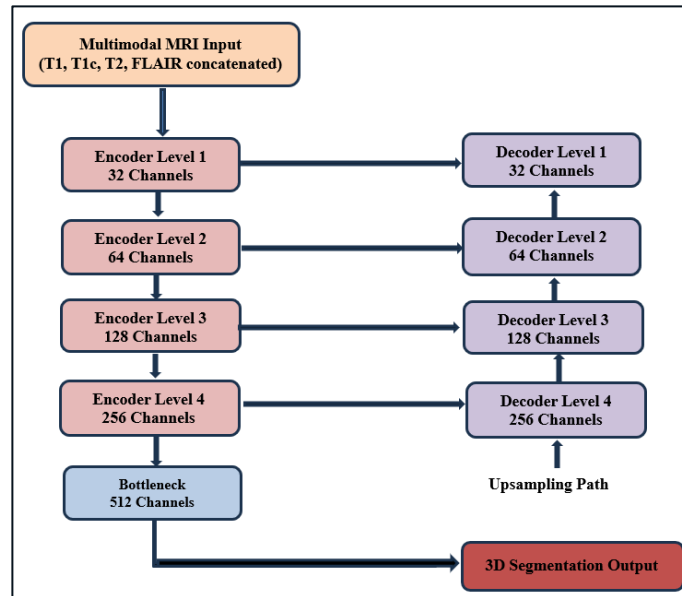 Multimodal MRI Input
(T1, T1c, T2, FLAIR concatenated)
Encoder Level 1
32 Channels
Decoder Level 1
32 Channels
Encoder Level 2
64 Channels
Decoder Level 2
64 Channels
Encoder Level 3
128 Channels
Decoder Level 3
128 Channels
Encoder Level 4
256 Channels
Decoder Level 4
256 Channels
Bottleneck
512 Channels
Upsampling Path
3D Segmentation Output